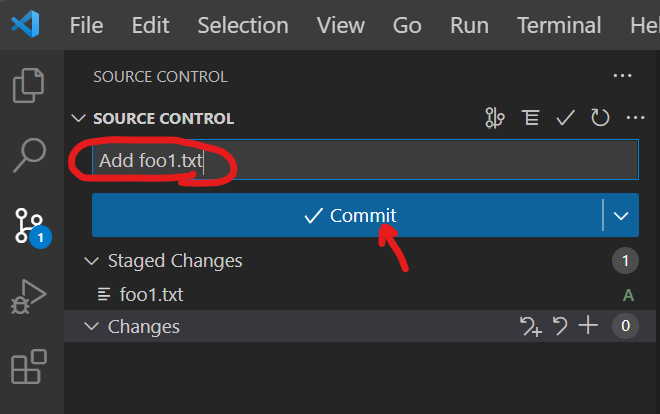 File Edit Selection View Go Run Terminal Hel
SOURCE CONTROL
SOURCE CONTROL
Add foo1.txt
Commit
Staged Changes 1
1
foo1.txt A
Changes 0